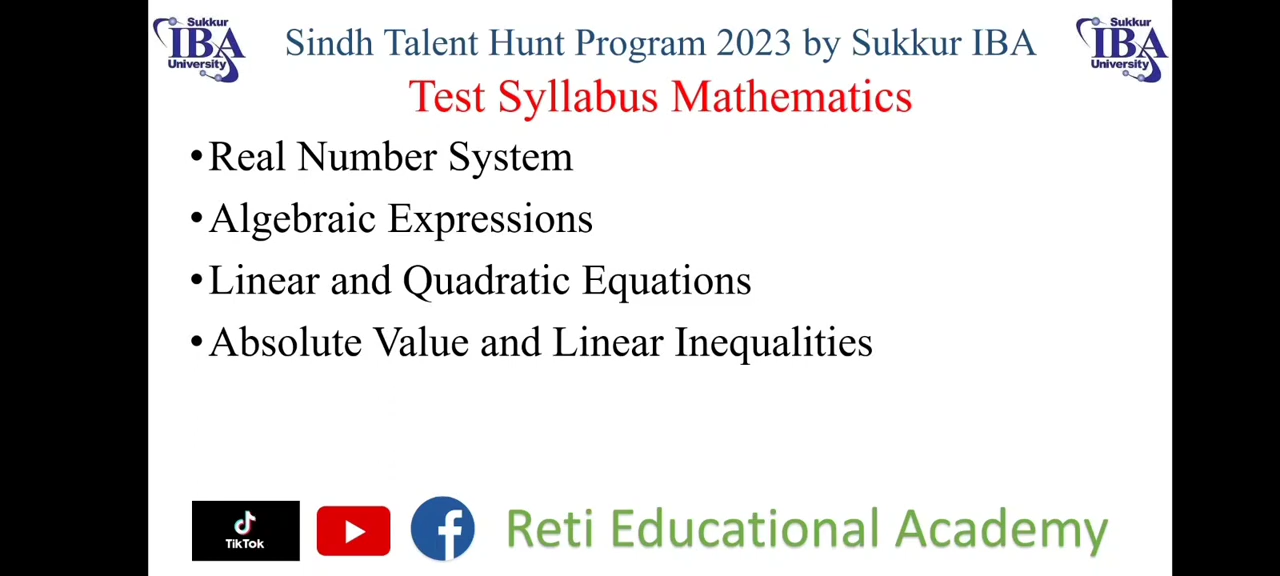 Sukkur
IBA
University
Sindh Talent Hunt Program 2023 by Sukkur IBA
Sukkur
IBA
University
Test Syllabus Mathematics
•Real Number System
•Algebraic Expressions
•Linear and Quadratic Equations
•Absolute Value and Linear Inequalities
TikTok
Reti Educational Academy